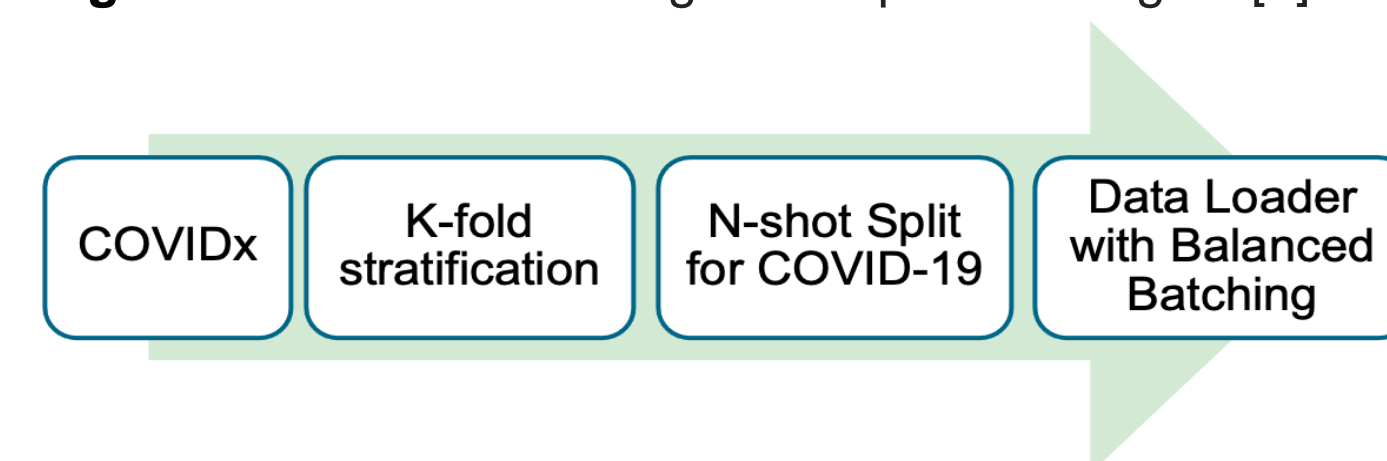 COVIDx
K-fold
stratification
N-shot Split
for COVID-19
Data Loader
with Balanced
Batching